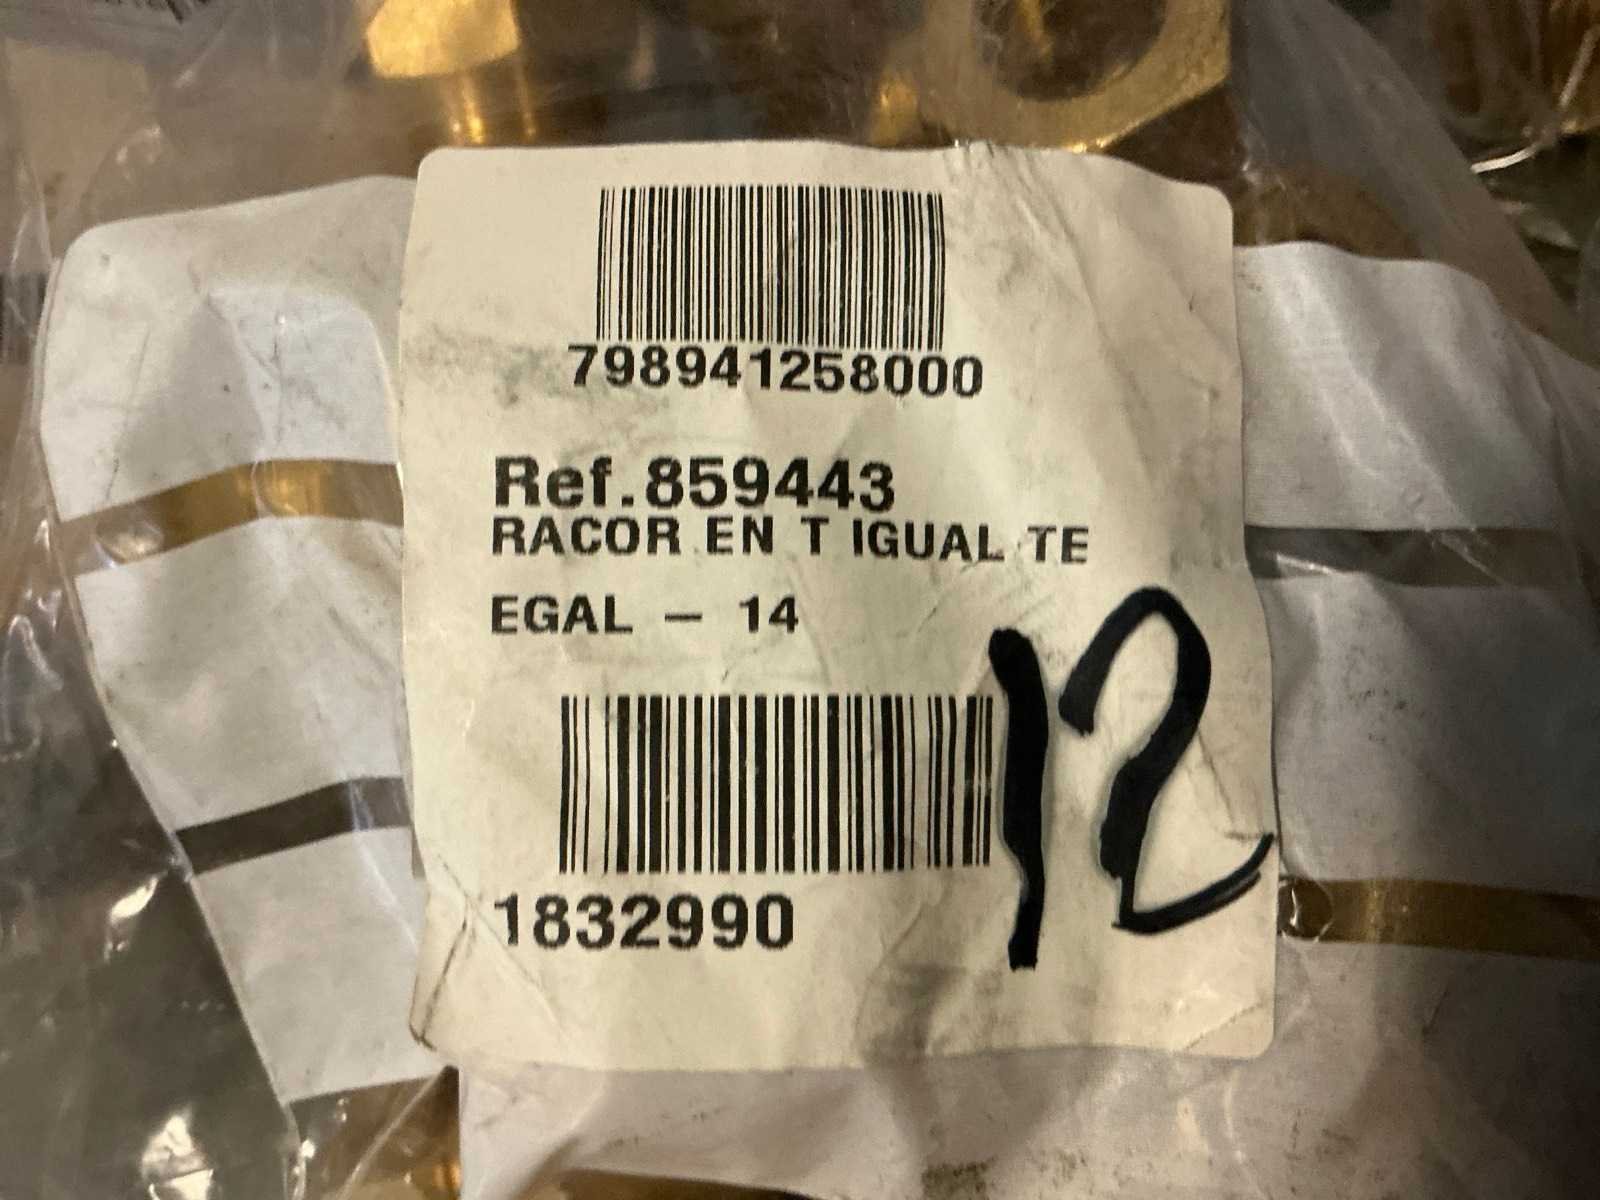 798941258000
Ref.859443
RACOR EN T IGUAL TE
EGAL – 14
12
1832990